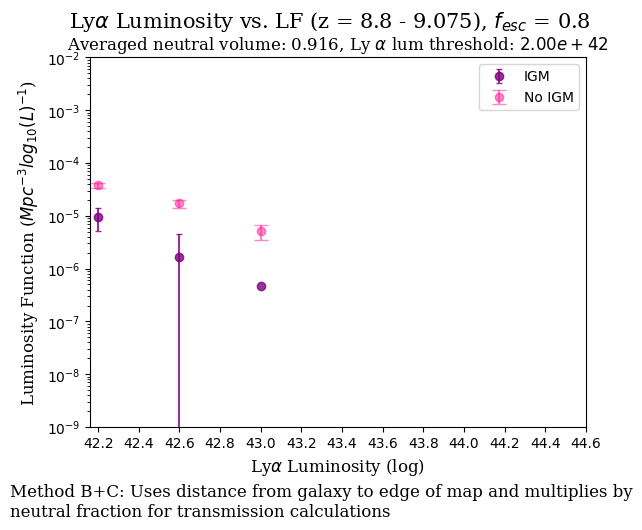 Lyα Luminosity vs. LF (z = 8.8 - 9.075), f_esc = 0.8
Averaged neutral volume: 0.916, Ly α lum threshold: 2.00e + 42
IGM
No IGM
Luminosity Function (Mpc⁻³log₁₀(L)⁻¹)
10⁻²
10⁻³
10⁻⁴
10⁻⁵
10⁻⁶
10⁻⁷
10⁻⁸
10⁻⁹
42.2 42.4 42.6 42.8 43.0 43.2 43.4 43.6 43.8 44.0 44.2 44.4 44.6
Lyα Luminosity (log)
Method B+C: Uses distance from galaxy to edge of map and multiplies by
neutral fraction for transmission calculations